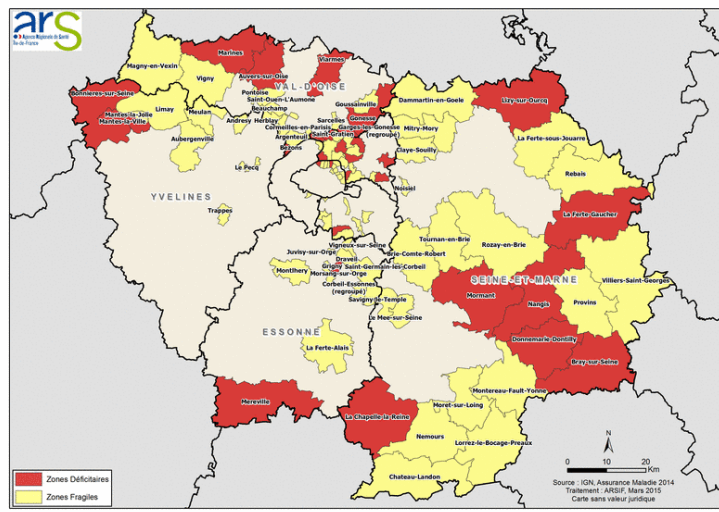 ars
Agence Régionale de Santé
Ile-de-France
Magny-en-Vexin
Marines
Vigny
Auvers-sur-Oise
Viarmes
VAL-D'OISE
Pontoise
Saint-Ouen-L'Aumone
Beauchamp
Goussainville
Dammartin-en-Goele
Lizy-sur-Ourcq
Bonnieres-sur-Seine
Mantes-la-Jolie
Mantes-la-Ville
Limay
Meulan
Andresy
Herblay
Cormeilles-en-Parisis
Argenteuil
Bezons
Sarcelles
Gonesse
Garges-les-Gonesse
(regroupé)
Saint-Gratien
Mitry-Mory
Claye-Souilly
La Ferte-sous-Jouarre
Aubergenville
Rebais
Le Pecq
Noisiel
YVELINES
Trappes
La Ferte Gaucher
Tournan-en-Brie
Rozay-en-Brie
Vigneux-sur-Seine
Juvisy-sur-Orge
Draveil
Brie-Comte-Robert
Grigny
Saint-Germain-les-Corbeil
Montlhery
Morsang-sur-Orge
Corbeil-Essonnes
(regroupé)
Savigny-le-Temple
Le Mee-sur-Seine
SEINE-ET-MARNE
Villiers-Saint-Georges
Mormant
Nangis
Provins
ESSONNE
La Ferte-Alais
Donnemarie-Dontilly
Bray-sur-Seine
Montereau-Fault-Yonne
Mereville
La Chapelle-la-Reine
Moret-sur-Loing
Nemours
Lorrez-le-Bocage-Preaux
Chateau-Landon
Zones Déficitaires
Zones Fragiles
N
0 10 20
Km
Source : IGN, Assurance Maladie 2014
Traitement : ARSIF, Mars 2015
Carte sans valeur juridique